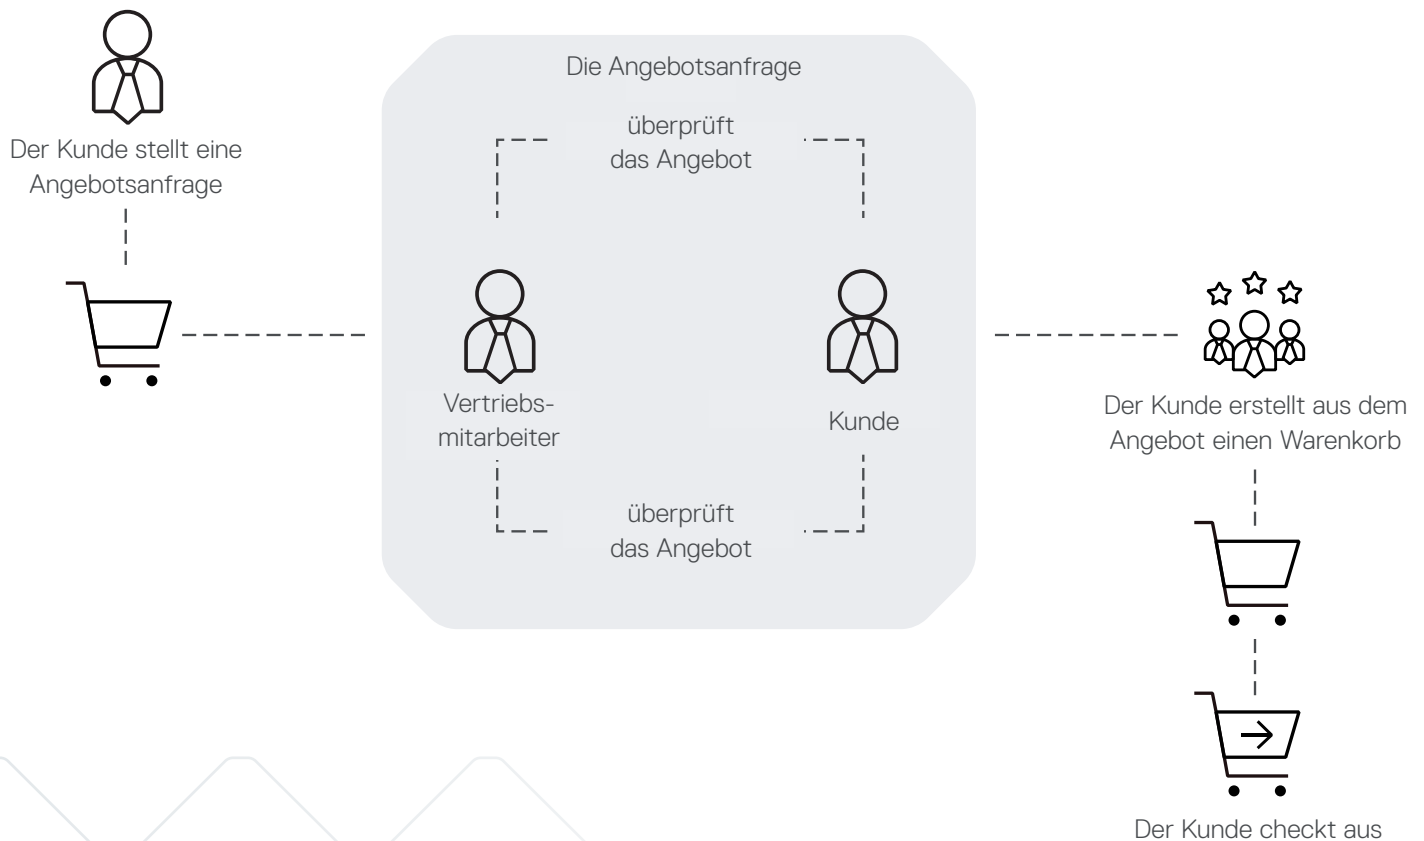 Der Kunde stellt eine
Angebotsanfrage
Die Angebotsanfrage
überprüft
das Angebot
Vertriebs-
mitarbeiter
Kunde
überprüft
das Angebot
Der Kunde erstellt aus dem
Angebot einen Warenkorb
Der Kunde checkt aus